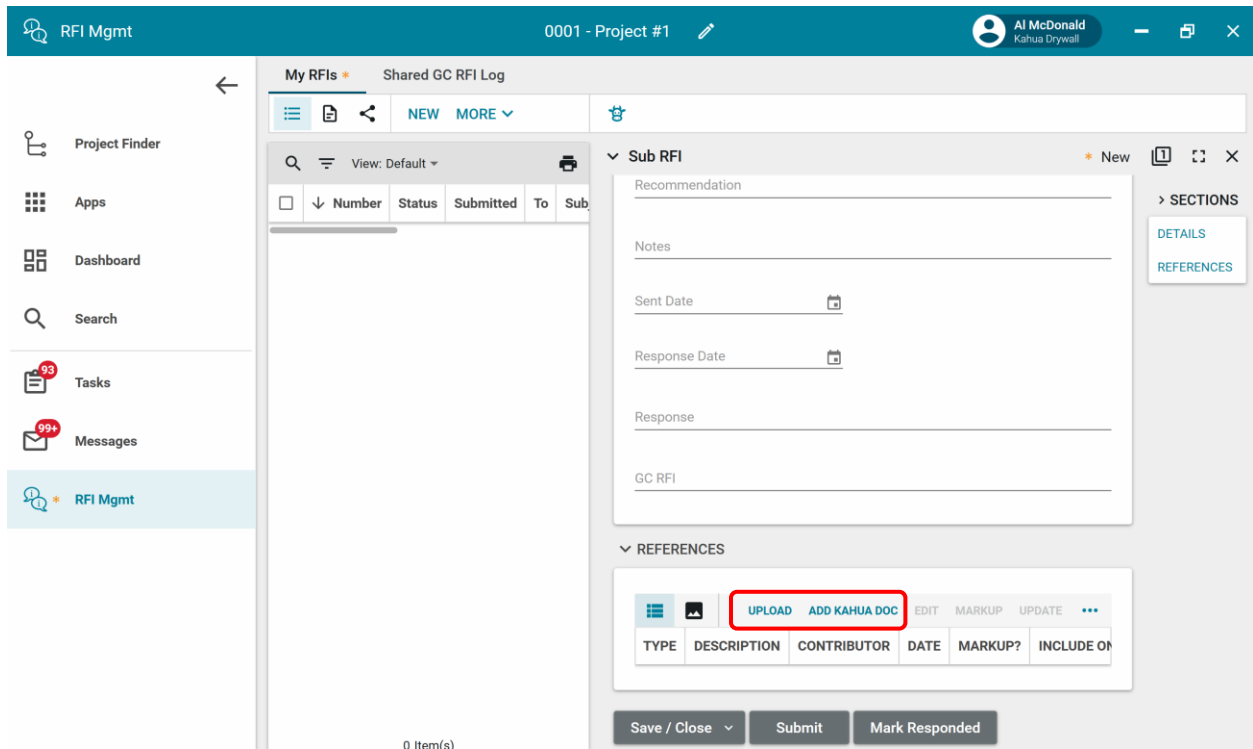 RFI Mgmt
0001 - Project #1
Al McDonald
Kahua Drywall
Project Finder
Apps
Dashboard
Search
93
Tasks
99+
Messages
* RFI Mgmt
My RFIs *
Shared GC RFI Log
NEW MORE
View: Default
Number Status Submitted To Sub
0 Item(s)
Sub RFI
* New
1
Recommendation
Notes
Sent Date
Response Date
Response
GC RFI
> SECTIONS
DETAILS
REFERENCES
REFERENCES
UPLOAD ADD KAHUA DOC EDIT MARKUP UPDATE •••
TYPE DESCRIPTION CONTRIBUTOR DATE MARKUP? INCLUDE ON
Save / Close Submit Mark Responded